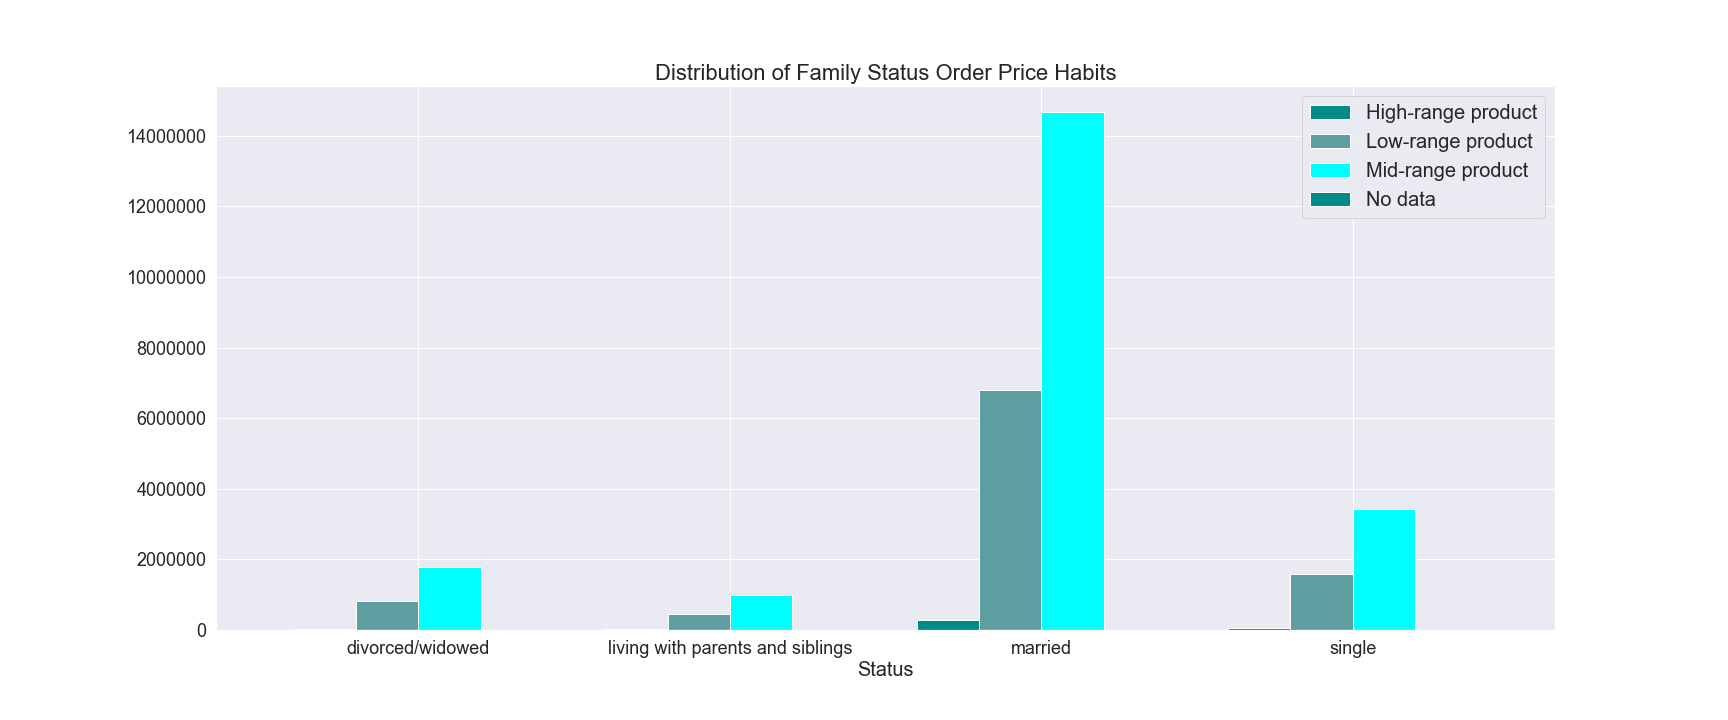 Distribution of Family Status Order Price Habits
High-range product
Low-range product
Mid-range product
No data
14000000
12000000
10000000
8000000
6000000
4000000
2000000
0
divorced/widowed
living with parents and siblings
married
single
Status